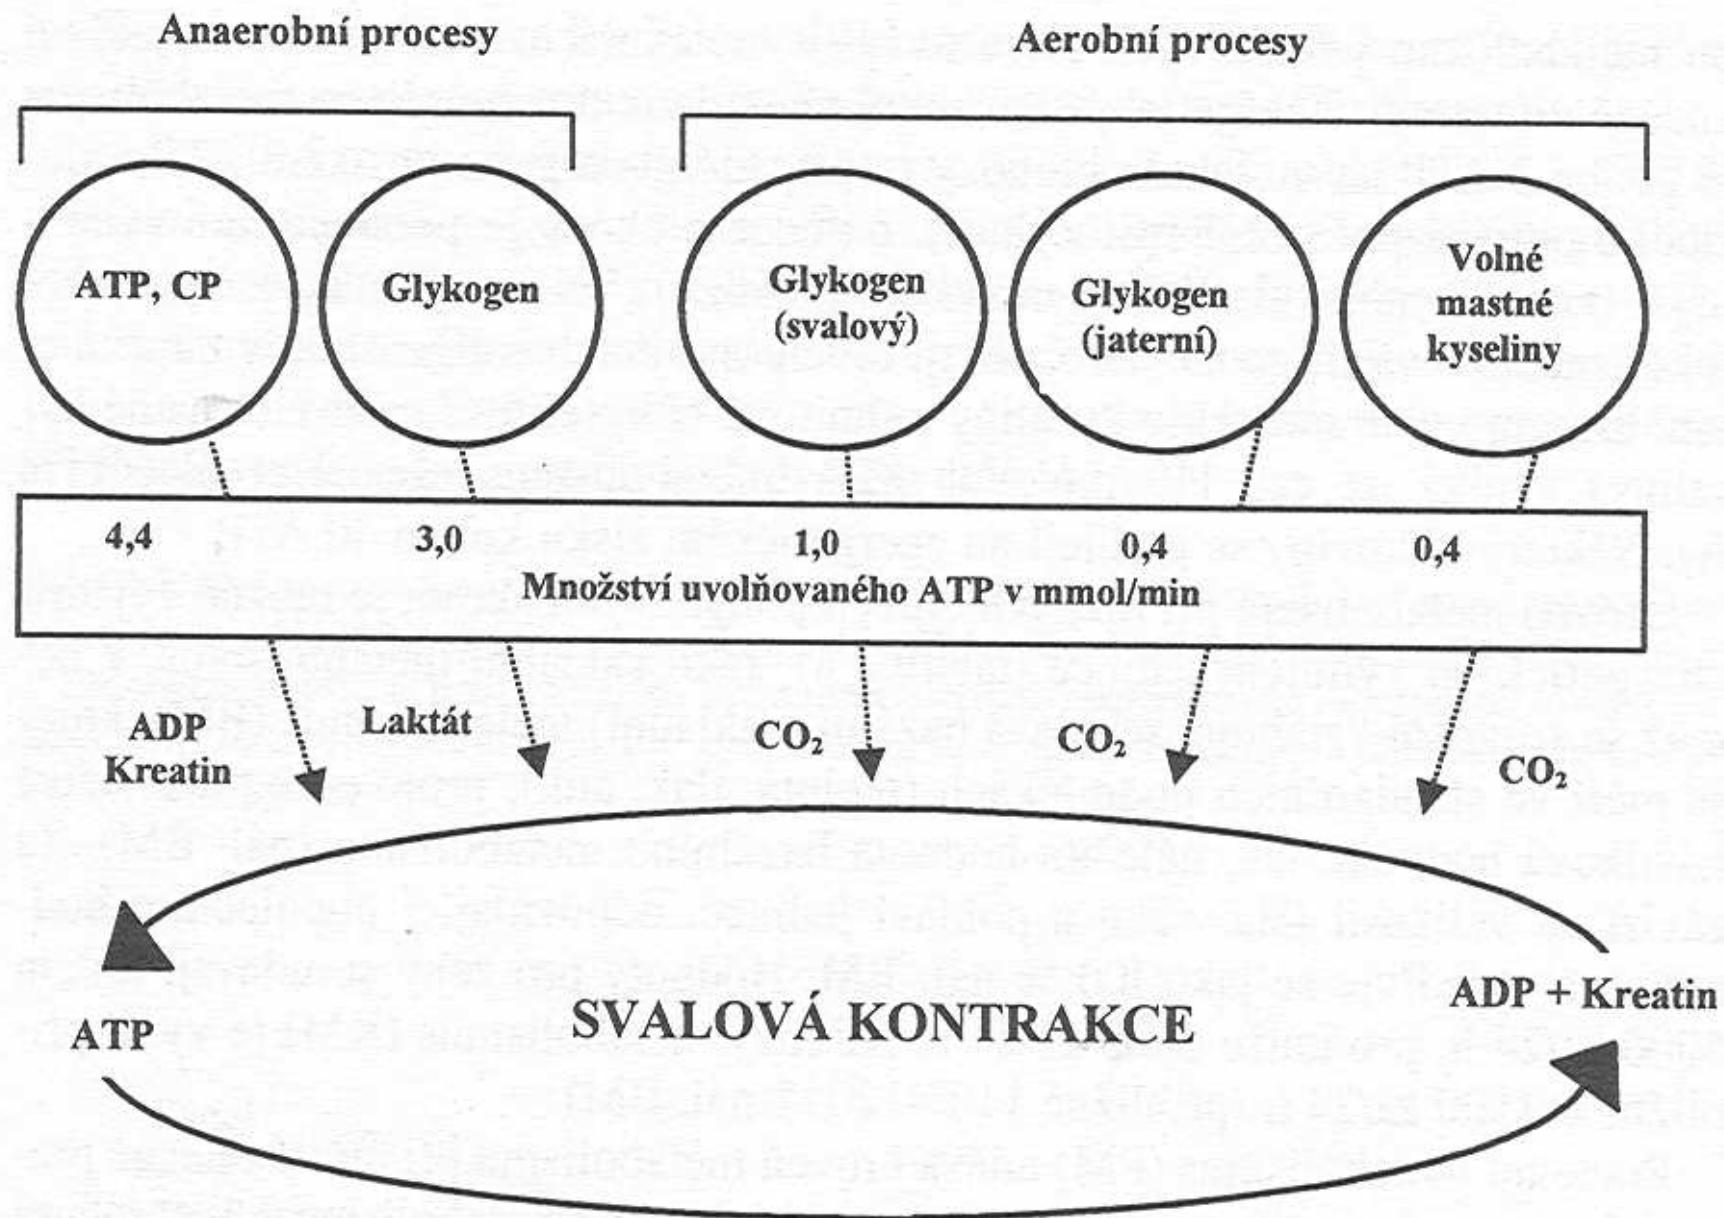 Anaerobní procesy
Aerobní procesy
ATP, CP
Glykogen
Glykogen
(svalový)
Glykogen
(jaterní)
Volné
mastné
kyseliny
4,4
3,0
1,0
0,4
0,4
Množství uvolňovaného ATP v mmol/min
ADP
Kreatin
Laktát
CO₂
CO₂
CO₂
ATP
SVALOVÁ KONTRAKCE
ADP + Kreatin